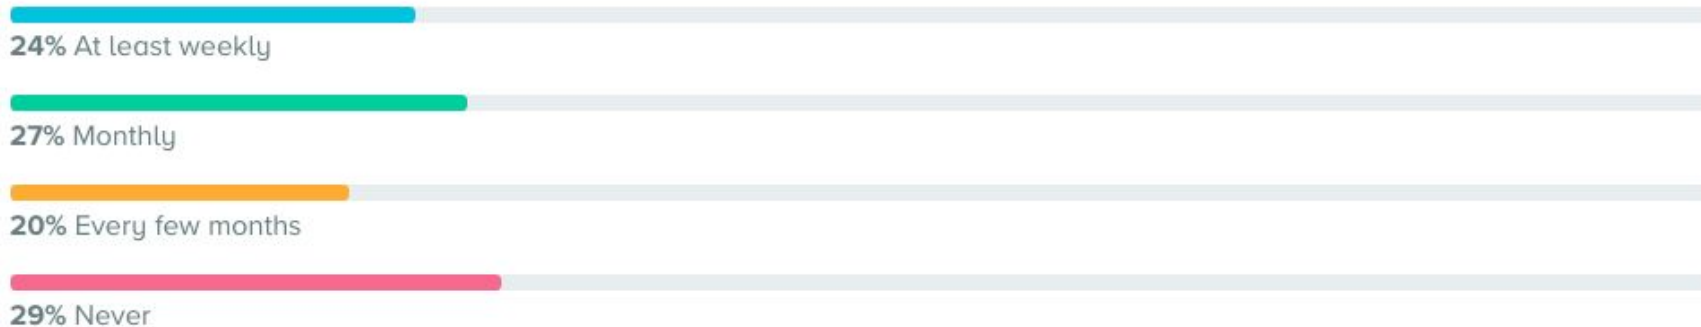 24% At least weekly
27% Monthly
20% Every few months
29% Never